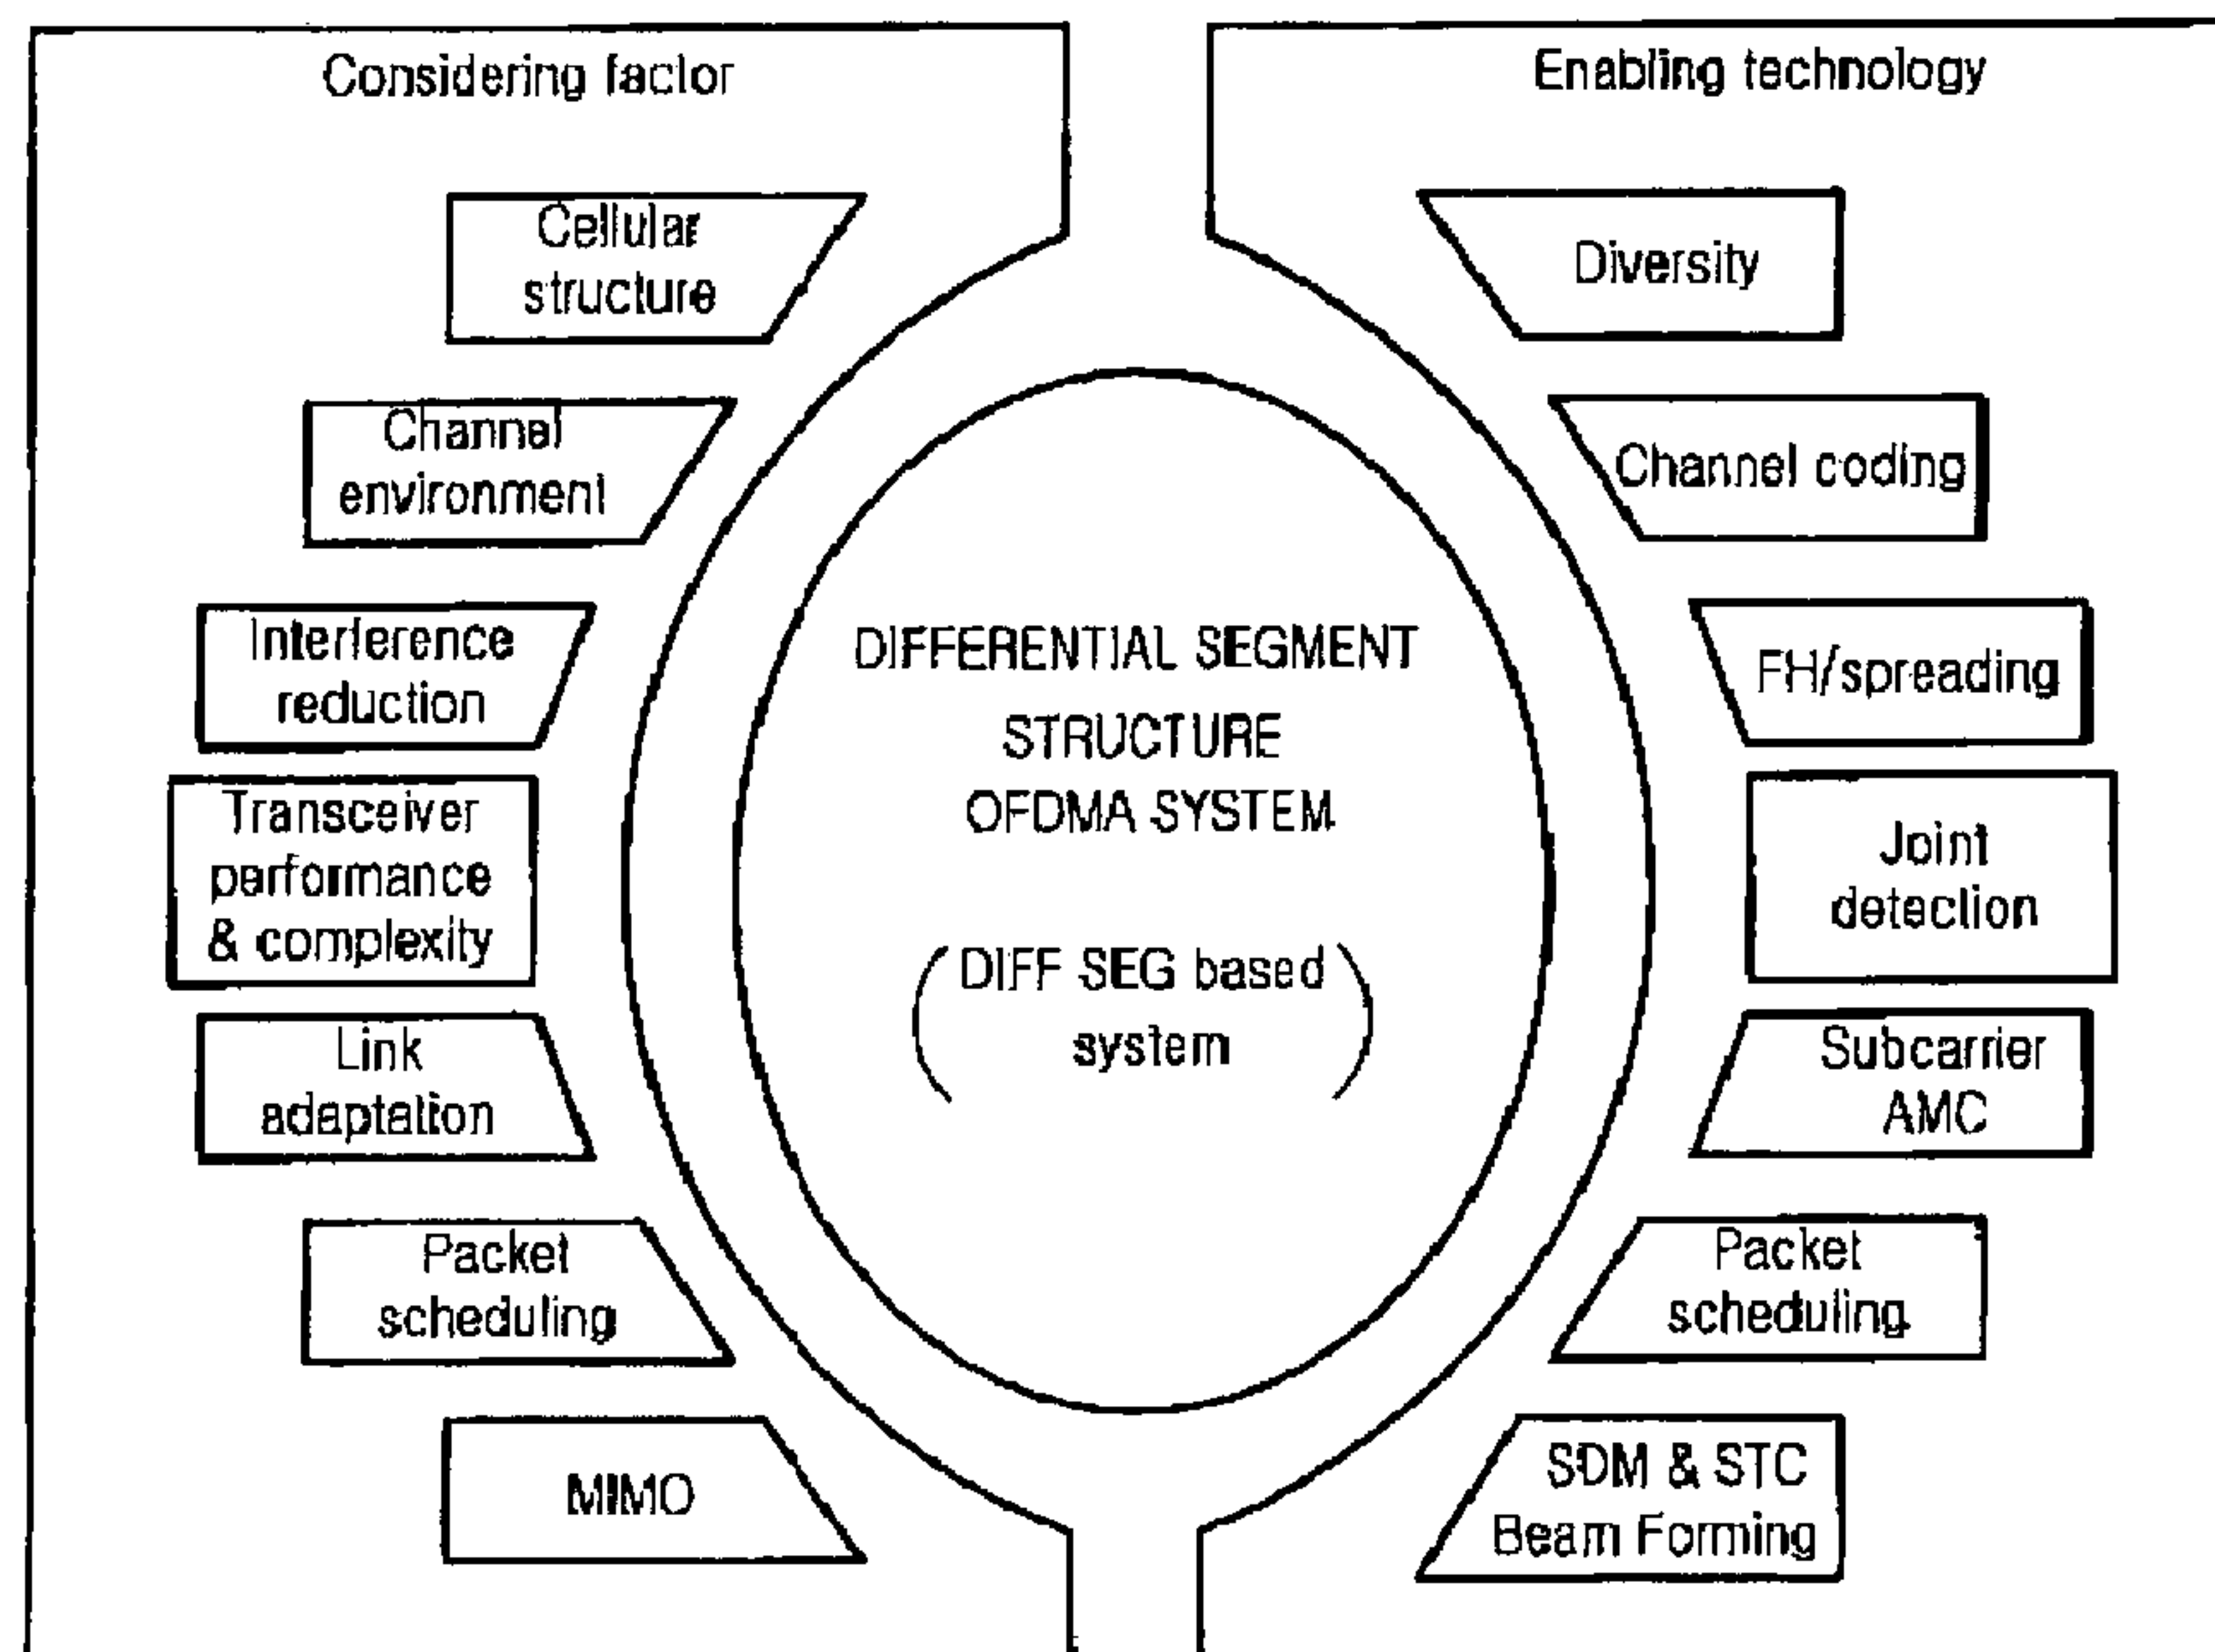 Considering factor
Cellular
structure
Channel
environment
Interference
reduction
Transceiver
performance
& complexity
Link
adaptation
Packet
scheduling
MIMO
DIFFERENTIAL SEGMENT
STRUCTURE
OFDMA SYSTEM
(DIFF SEG based
system)
Enabling technology
Diversity
Channel coding
FH/spreading
Joint
detection
Subcarrier
AMC
Packet
scheduling
SDM & STC
Beam Forming